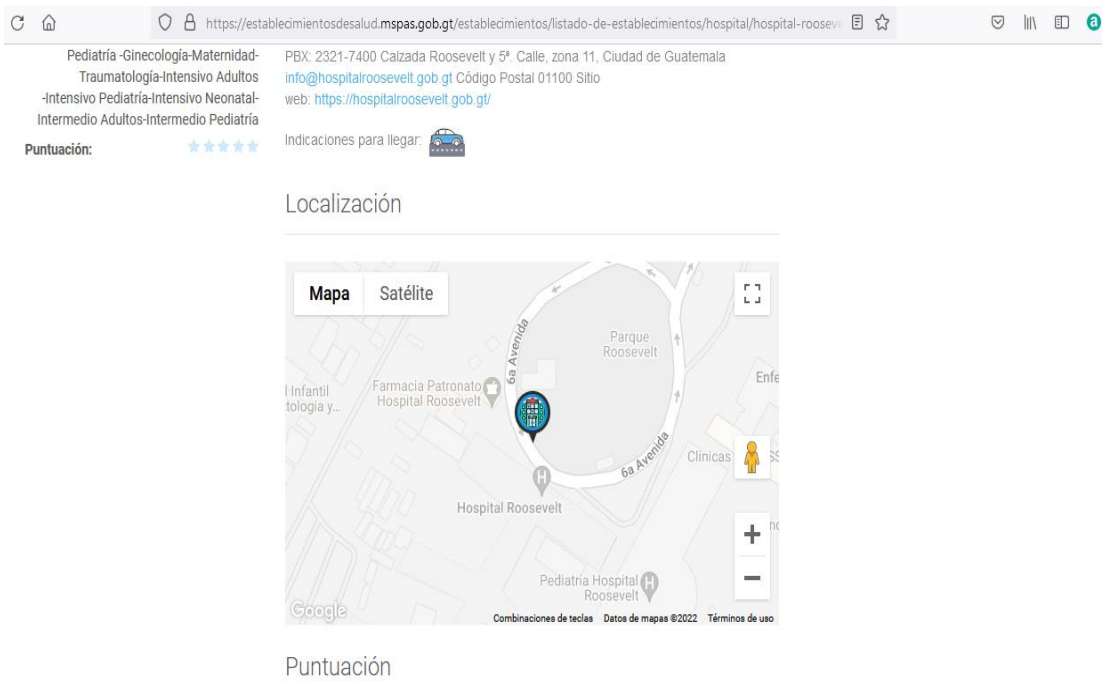 https://establecimientosdesalud.mspas.gob.gt/establecimientos/listado-de-establecimientos/hospital/hospital-rooseve
a
Pediatría -Ginecología-Maternidad-
Traumatología-Intensivo Adultos
-Intensivo Pediatría-Intensivo Neonatal-
Intermedio Adultos-Intermedio Pediatría
Puntuación:
PBX: 2321-7400 Calzada Roosevelt y 5ª. Calle, zona 11, Ciudad de Guatemala
info@hospitalroosevelt.gob.gt Código Postal 01100 Sitio
web: https://hospitalroosevelt.gob.gt/
Indicaciones para llegar:
Localización
Mapa Satélite
6a Avenida
Parque
Roosevelt
Infantil
tologia y...
Farmacia Patronato
Hospital Roosevelt
Enfe
6a Avenida
Clinicas
H
Hospital Roosevelt
Pediatria Hospital
Roosevelt
H
+
−
Google
Combinaciones de teclas Datos de mapas ©2022 Términos de uso
Puntuación